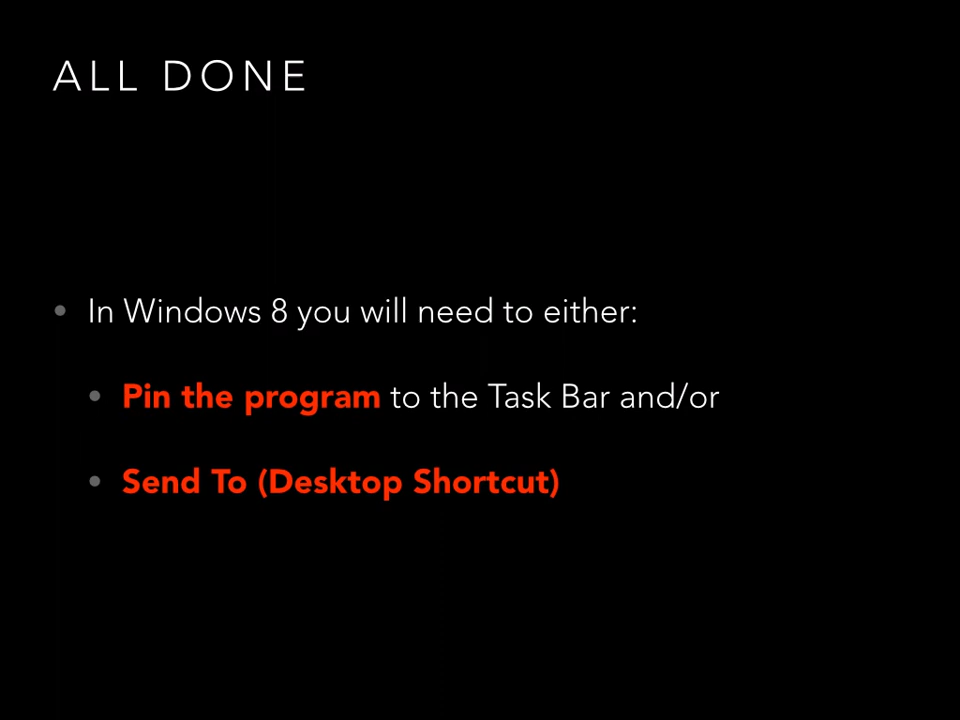 ALL DONE
• In Windows 8 you will need to either:
• Pin the program to the Task Bar and/or
• Send To (Desktop Shortcut)